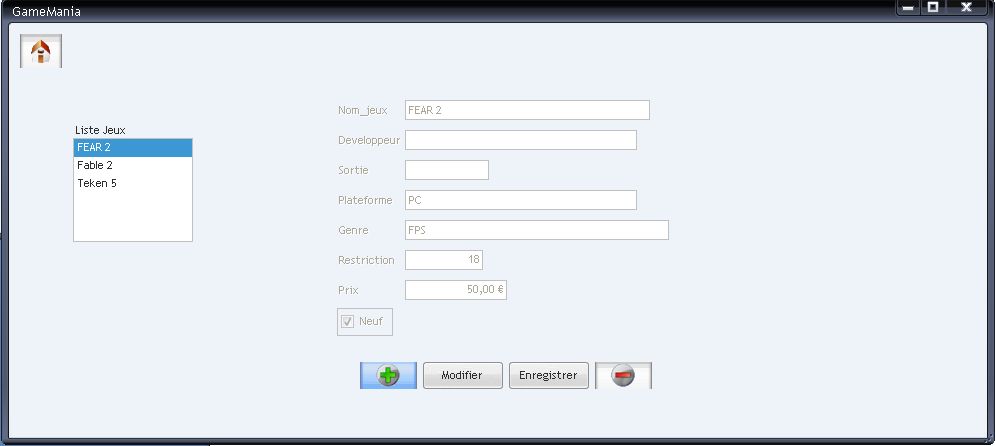 GameMania
Liste Jeux
FEAR 2
Fable 2
Teken 5
Nom_jeux FEAR 2
Developpeur
Sortie
Plateforme PC
Genre FPS
Restriction 18
Prix 50,00 €
Neuf
Modifier Enregistrer